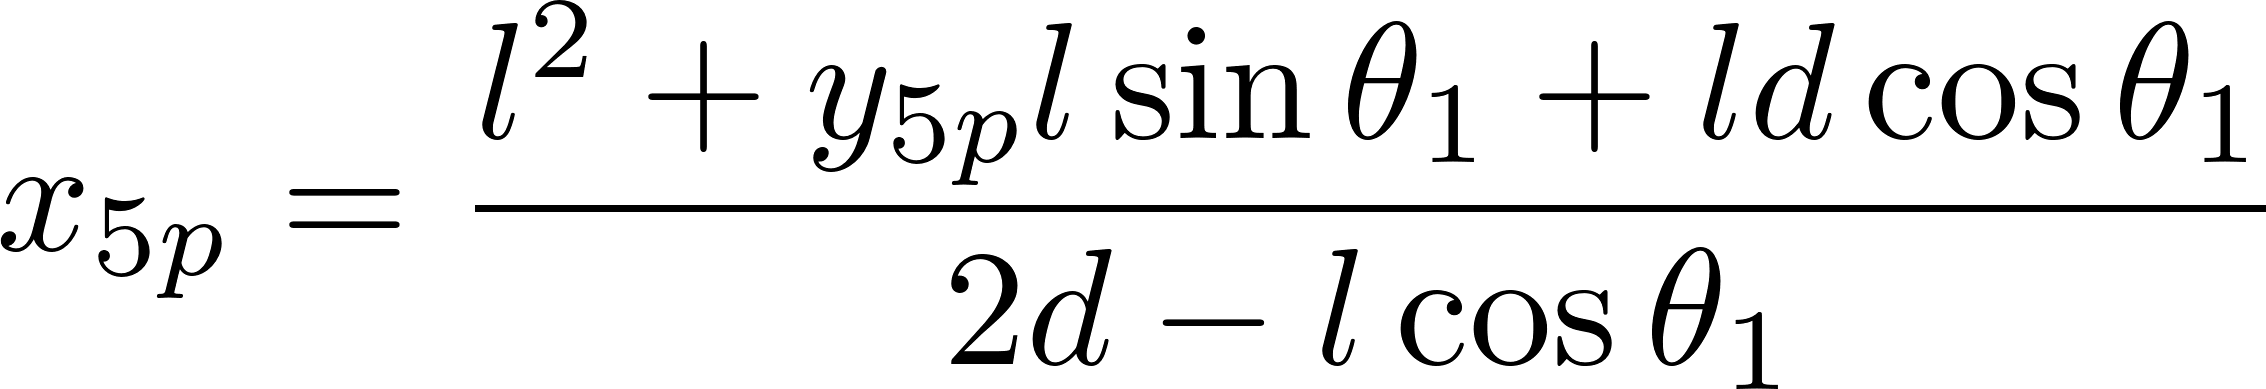 x_{5p} = \frac{l^2 + y_{5p} l \sin \theta_1 + l d \cos \theta_1}{2d - l \cos \theta_1}